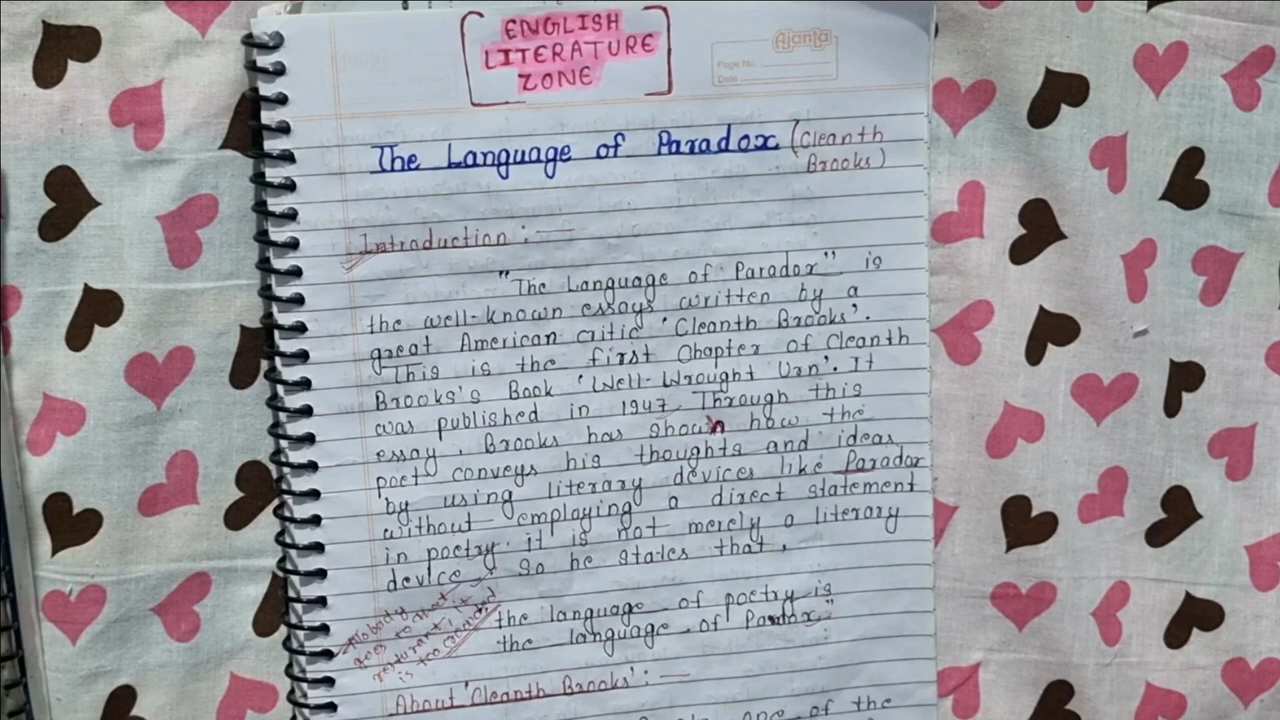 ENGLISH
LITERATURE
ZONE
Ajanta
Page No.
Date
The Language of Paradox (Cleanth
Brooks)
Introduction :—
"The Language of Paradox" is
the well-known essays written by a
great American critic 'Cleanth Brooks'.
This is the first Chapter of Cleanth
Brooks's Book 'Well-Wrought Urn'. It
was published in 1947. Through this
essay, Brooks has shown how the
poet conveys his thoughts and ideas
by using literary devices like Paradox
without employing a direct statement
in poetry. it is not merely a literary
device. So he states that,
the language of poetry is
the language of Paradox"
Nobody
goes to that
resturant, it
is too crowded
About 'Cleanth Brooks' :—
one of the